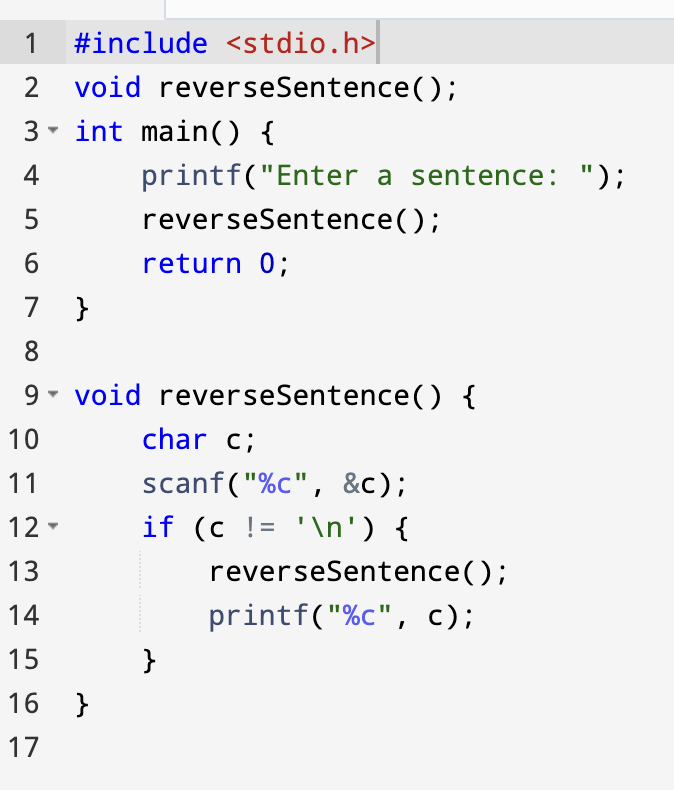 1 #include <stdio.h>
2 void reverseSentence();
3 int main() {
4     printf("Enter a sentence: ");
5     reverseSentence();
6     return 0;
7 }
8
9 void reverseSentence() {
10     char c;
11     scanf("%c", &c);
12     if (c != '\n') {
13         reverseSentence();
14         printf("%c", c);
15     }
16 }
17